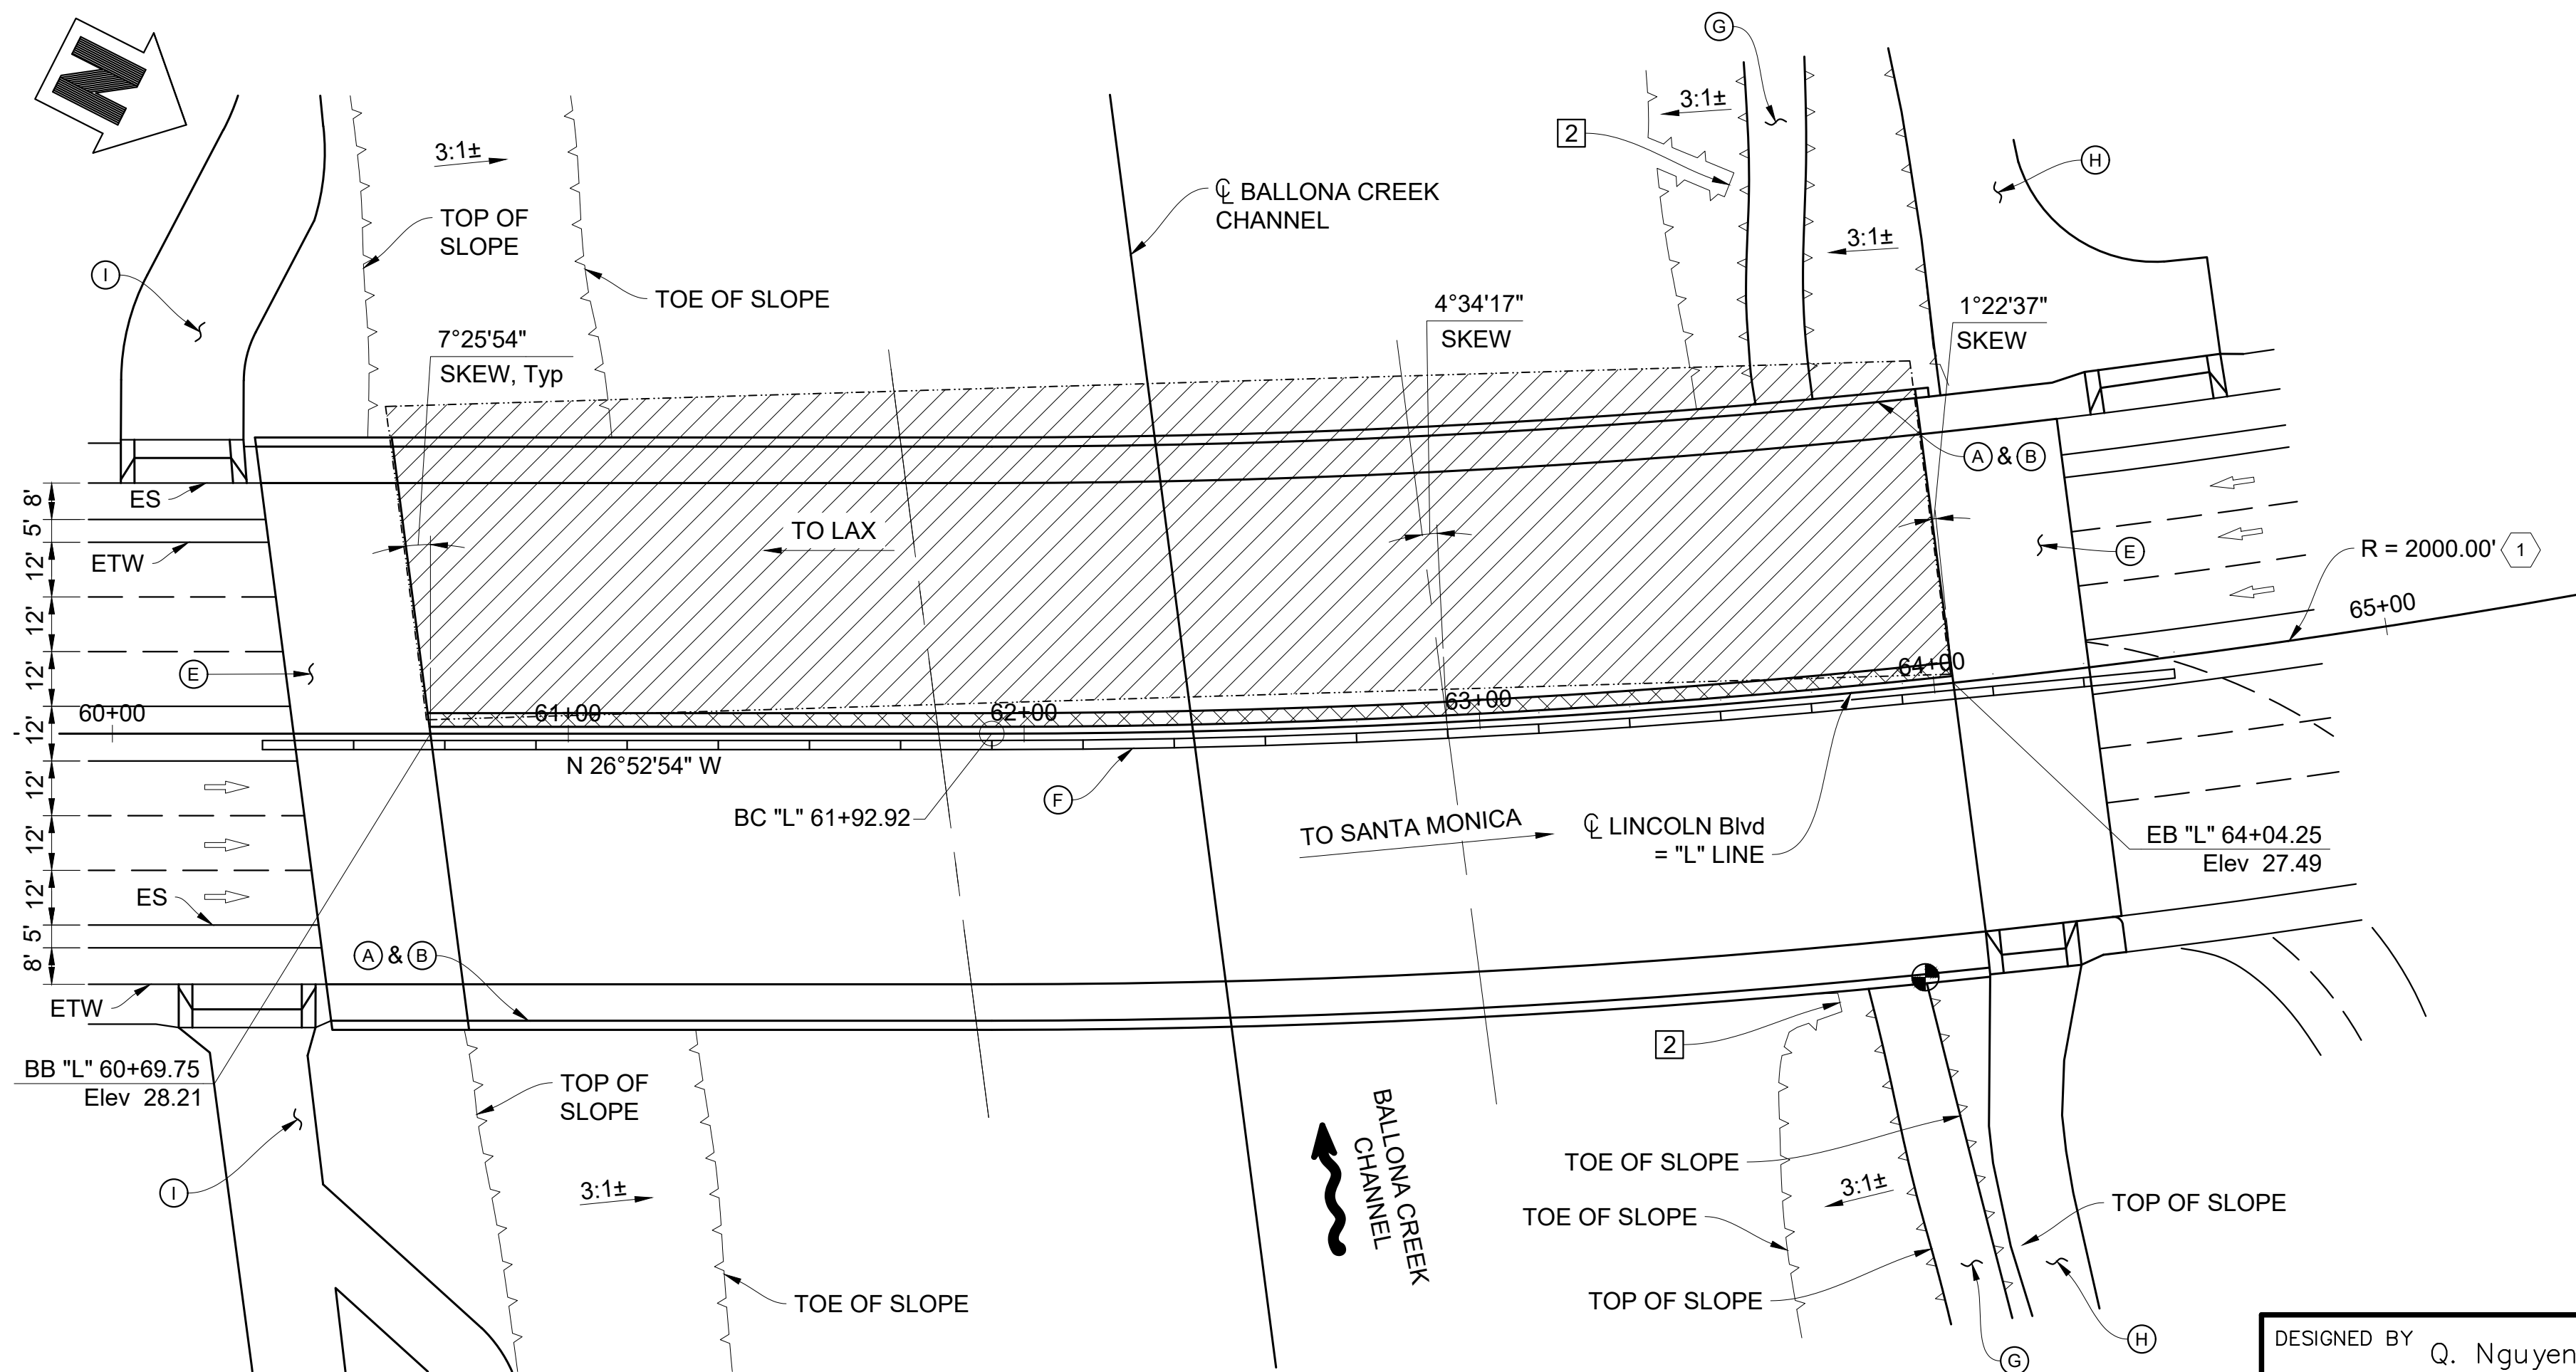 N
G
3:1±
2
3:1±
H
℄ BALLONA CREEK
CHANNEL
TOP OF
SLOPE
3:1±
I
TOE OF SLOPE
4°34'17"
SKEW
1°22'37"
SKEW
7°25'54"
SKEW, Typ
A & B
8'
ES
5'
ETW
TO LAX
E
R = 2000.00' 1
12'
12'
12'
12'
12'
12'
12'
5'
8'
65+00
E
60+00
61+00
62+00
63+00
64+00
N 26°52'54" W
F
BC "L" 61+92.92
TO SANTA MONICA
℄ LINCOLN Blvd
= "L" LINE
EB "L" 64+04.25
Elev 27.49
ES
A & B
ETW
BB "L" 60+69.75
Elev 28.21
TOP OF
SLOPE
2
BALLONA CREEK
CHANNEL
I
3:1±
TOE OF SLOPE
TOE OF SLOPE
3:1±
TOE OF SLOPE
TOP OF SLOPE
TOP OF SLOPE
H
G
DESIGNED BY Q. Nguyen